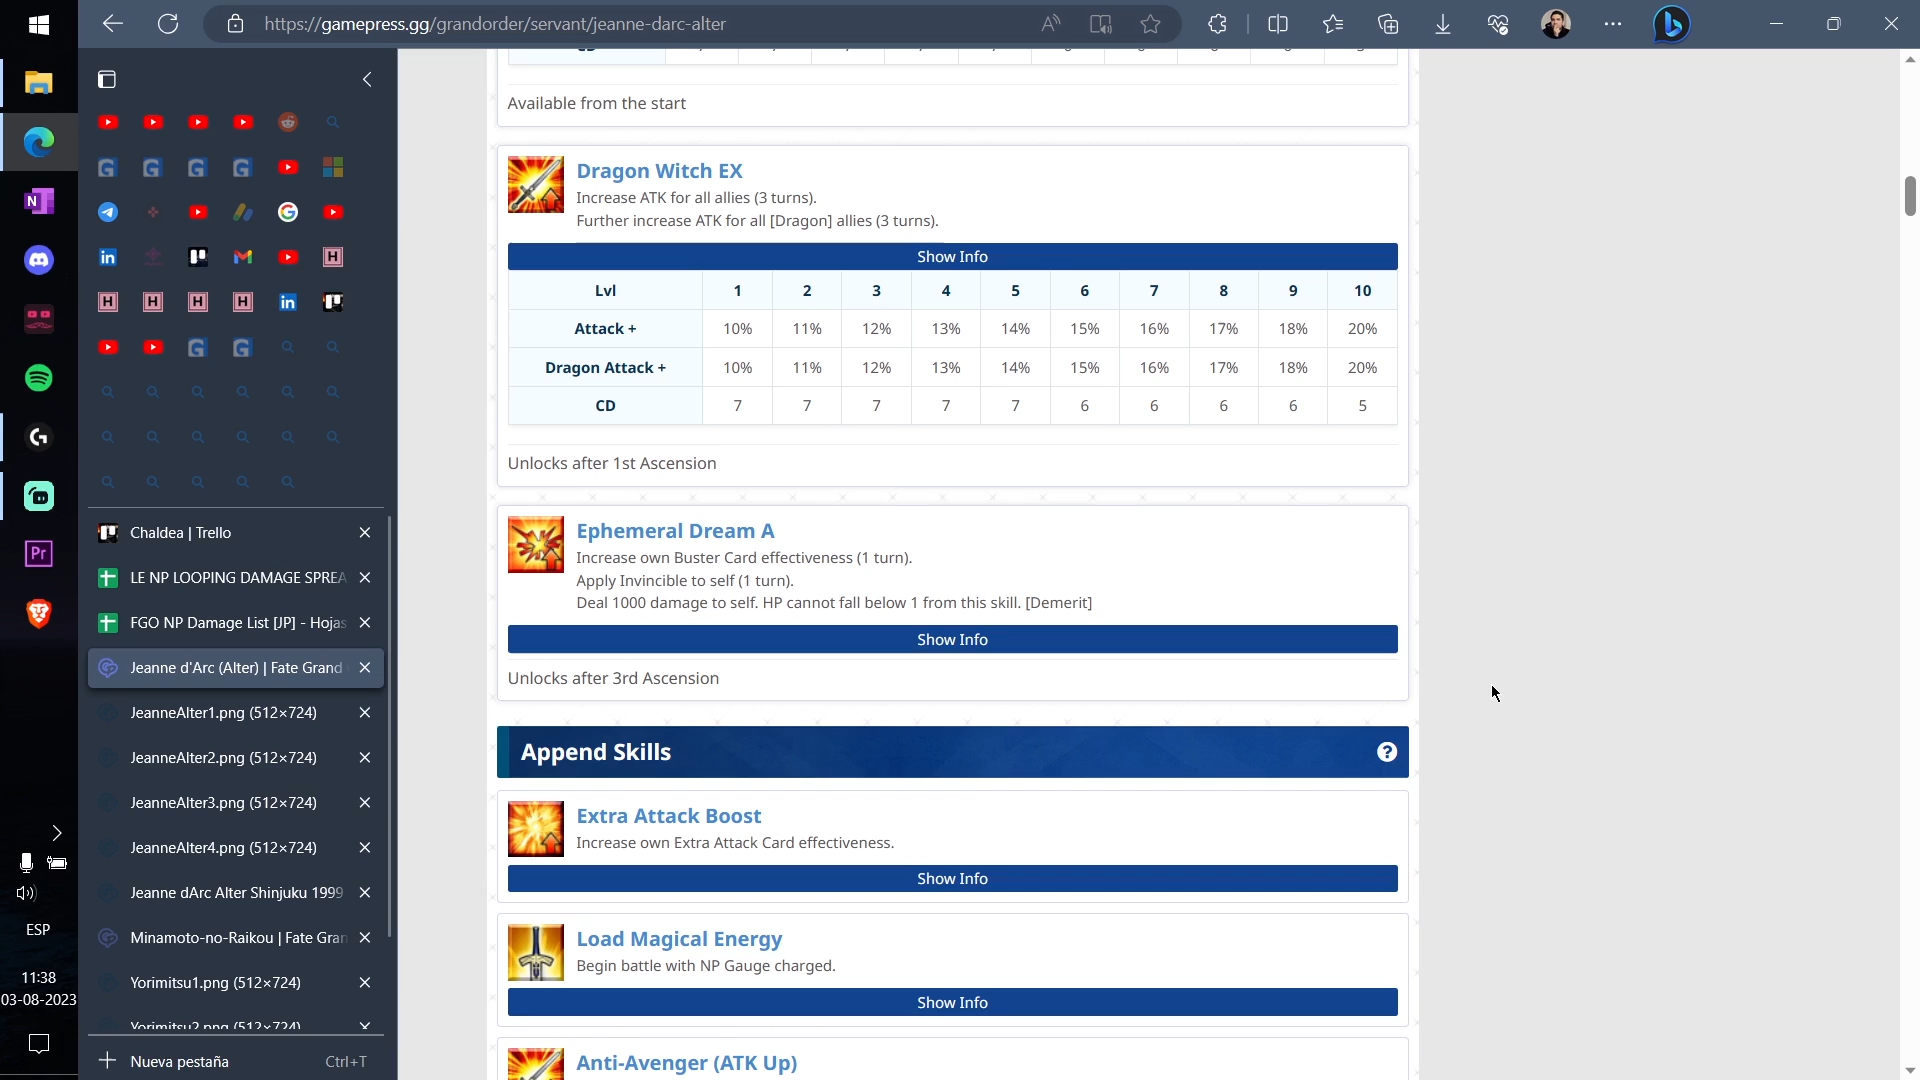 https://gamepress.gg/grandorder/servant/jeanne-darc-alter
Chaldea | Trello
LE NP LOOPING DAMAGE SPREA
FGO NP Damage List [JP] - Hojas
Jeanne d'Arc (Alter) | Fate Grand
JeanneAlter1.png (512×724)
JeanneAlter2.png (512×724)
JeanneAlter3.png (512×724)
JeanneAlter4.png (512×724)
Jeanne dArc Alter Shinjuku 1999
Minamoto-no-Raikou | Fate Gran
Yorimitsu1.png (512×724)
Yorimitsu2.png (512×724)
Nueva pestaña Ctrl+T
ESP
11:38
03-08-2023
Available from the start
Dragon Witch EX
Increase ATK for all allies (3 turns).
Further increase ATK for all [Dragon] allies (3 turns).
Show Info
Lvl 1 2 3 4 5 6 7 8 9 10
Attack + 10% 11% 12% 13% 14% 15% 16% 17% 18% 20%
Dragon Attack + 10% 11% 12% 13% 14% 15% 16% 17% 18% 20%
CD 7 7 7 7 7 6 6 6 6 5
Unlocks after 1st Ascension
Ephemeral Dream A
Increase own Buster Card effectiveness (1 turn).
Apply Invincible to self (1 turn).
Deal 1000 damage to self. HP cannot fall below 1 from this skill. [Demerit]
Show Info
Unlocks after 3rd Ascension
Append Skills
Extra Attack Boost
Increase own Extra Attack Card effectiveness.
Show Info
Load Magical Energy
Begin battle with NP Gauge charged.
Show Info
Anti-Avenger (ATK Up)